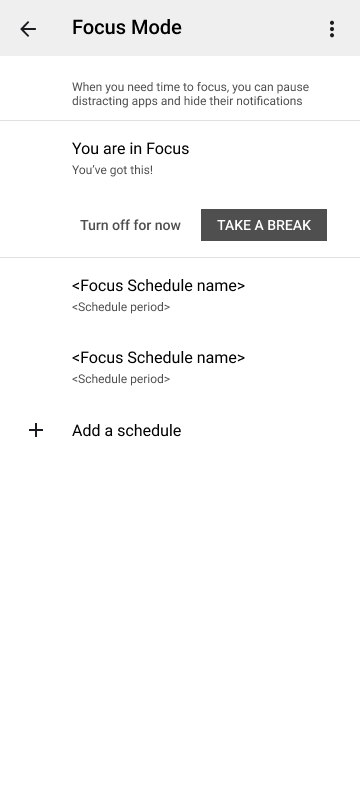 Focus Mode
When you need time to focus, you can pause
distracting apps and hide their notifications
You are in Focus
You've got this!
Turn off for now
TAKE A BREAK
<Focus Schedule name>
<Schedule period>
<Focus Schedule name>
<Schedule period>
Add a schedule